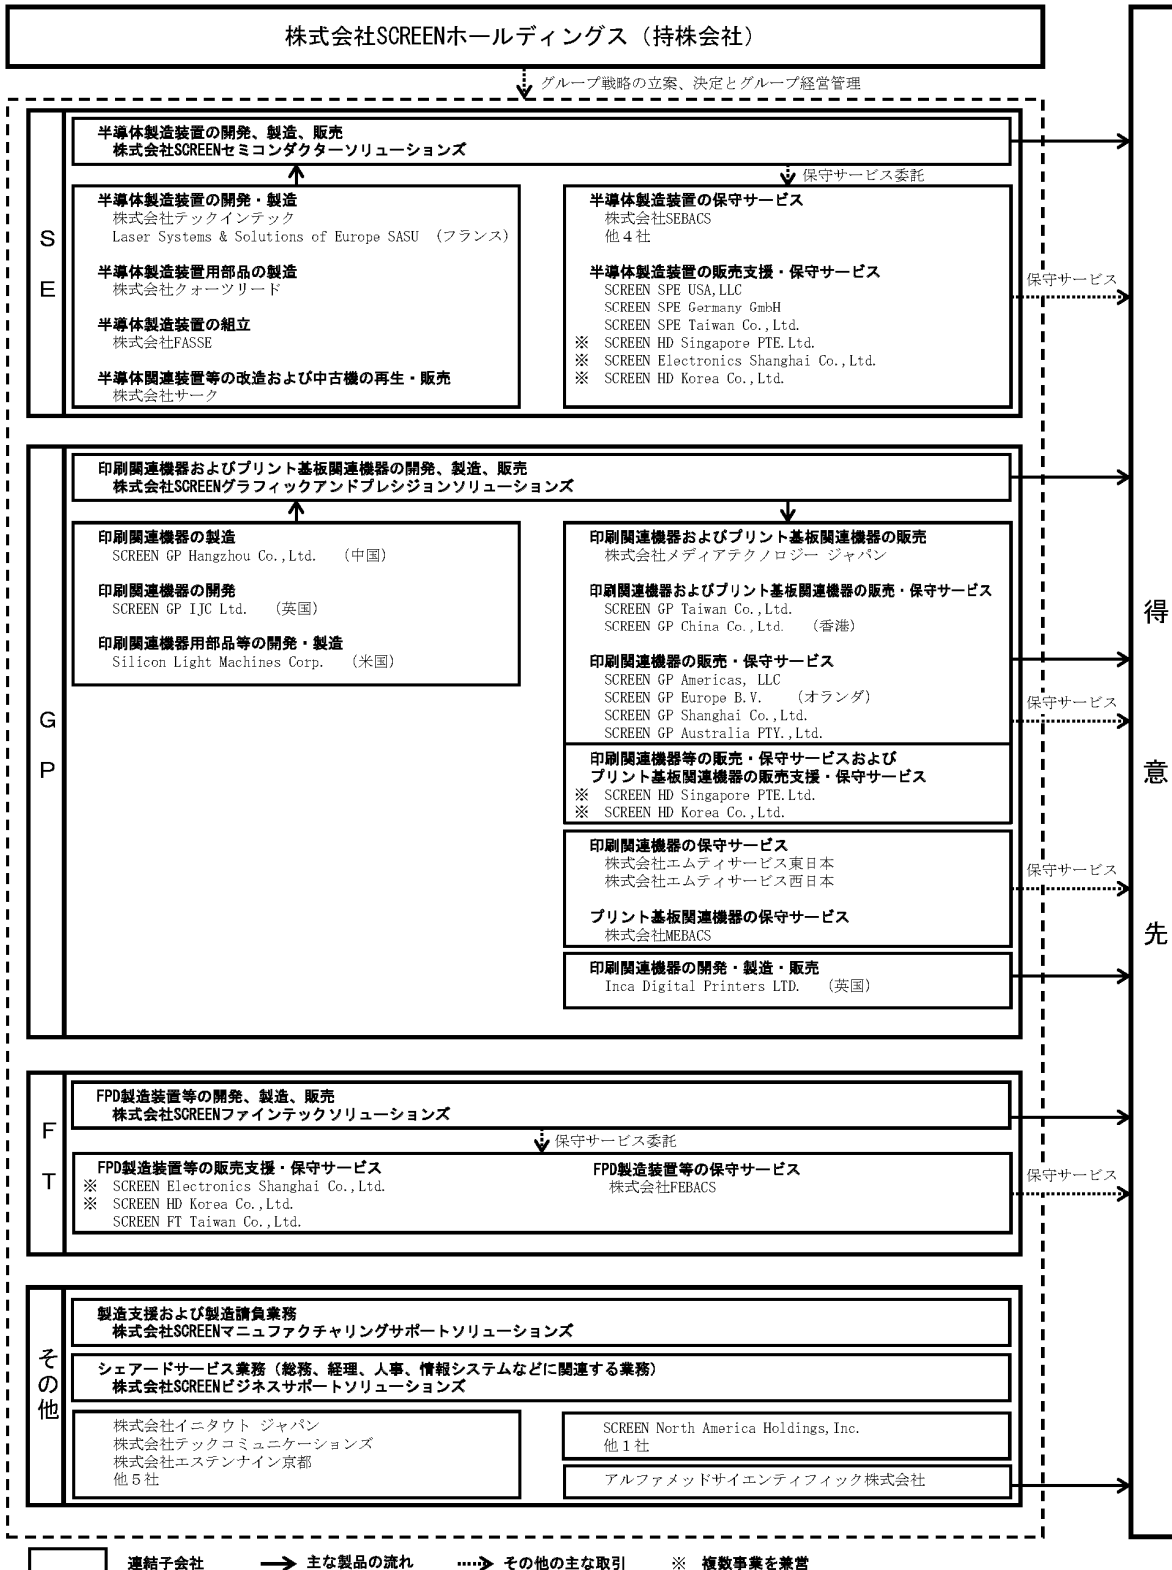 株式会社SCREENホールディングス（持株会社）
グループ戦略の立案、決定とグループ経営管理
SE
半導体製造装置の開発、製造、販売
株式会社SCREENセミコンダクターソリューションズ
保守サービス委託
半導体製造装置の開発・製造
株式会社テックインテック
Laser Systems & Solutions of Europe SASU （フランス）
半導体製造装置用部品の製造
株式会社クォーツリード
半導体製造装置の組立
株式会社FASSE
半導体関連装置等の改造および中古機の再生・販売
株式会社サーク
半導体製造装置の保守サービス
株式会社SEBACS
他４社
半導体製造装置の販売支援・保守サービス
SCREEN SPE USA,LLC
SCREEN SPE Germany GmbH
SCREEN SPE Taiwan Co.,Ltd.
※ SCREEN HD Singapore PTE.Ltd.
※ SCREEN Electronics Shanghai Co.,Ltd.
※ SCREEN HD Korea Co.,Ltd.
保守サービス
GP
印刷関連機器およびプリント基板関連機器の開発、製造、販売
株式会社SCREENグラフィックアンドプレシジョンソリューションズ
印刷関連機器の製造
SCREEN GP Hangzhou Co.,Ltd. （中国）
印刷関連機器の開発
SCREEN GP IJC Ltd. （英国）
印刷関連機器用部品等の開発・製造
Silicon Light Machines Corp. （米国）
印刷関連機器およびプリント基板関連機器の販売
株式会社メディアテクノロジー ジャパン
印刷関連機器およびプリント基板関連機器の販売・保守サービス
SCREEN GP Taiwan Co.,Ltd.
SCREEN GP China Co.,Ltd. （香港）
印刷関連機器の販売・保守サービス
SCREEN GP Americas, LLC
SCREEN GP Europe B.V. （オランダ）
SCREEN GP Shanghai Co.,Ltd.
SCREEN GP Australia PTY.,Ltd.
保守サービス
印刷関連機器等の販売・保守サービスおよび
プリント基板関連機器の販売支援・保守サービス
※ SCREEN HD Singapore PTE.Ltd.
※ SCREEN HD Korea Co.,Ltd.
印刷関連機器の保守サービス
株式会社エムティサービス東日本
株式会社エムティサービス西日本
プリント基板関連機器の保守サービス
株式会社MEBACS
保守サービス
印刷関連機器の開発・製造・販売
Inca Digital Printers LTD. （英国）
FT
FPD製造装置等の開発、製造、販売
株式会社SCREENファインテックソリューションズ
保守サービス委託
FPD製造装置等の販売支援・保守サービス
※ SCREEN Electronics Shanghai Co.,Ltd.
※ SCREEN HD Korea Co.,Ltd.
SCREEN FT Taiwan Co.,Ltd.
FPD製造装置等の保守サービス
株式会社FEBACS
保守サービス
その他
製造支援および製造請負業務
株式会社SCREENマニュファクチャリングサポートソリューションズ
シェアードサービス業務（総務、経理、人事、情報システムなどに関連する業務）
株式会社SCREENビジネスサポートソリューションズ
株式会社イニタウト ジャパン
株式会社テックコミュニケーションズ
株式会社エステンナイン京都
他５社
SCREEN North America Holdings,Inc.
他１社
アルファメッドサイエンティフィック株式会社
得意先
連結子会社
主な製品の流れ
その他の主な取引
※ 複数事業を兼営